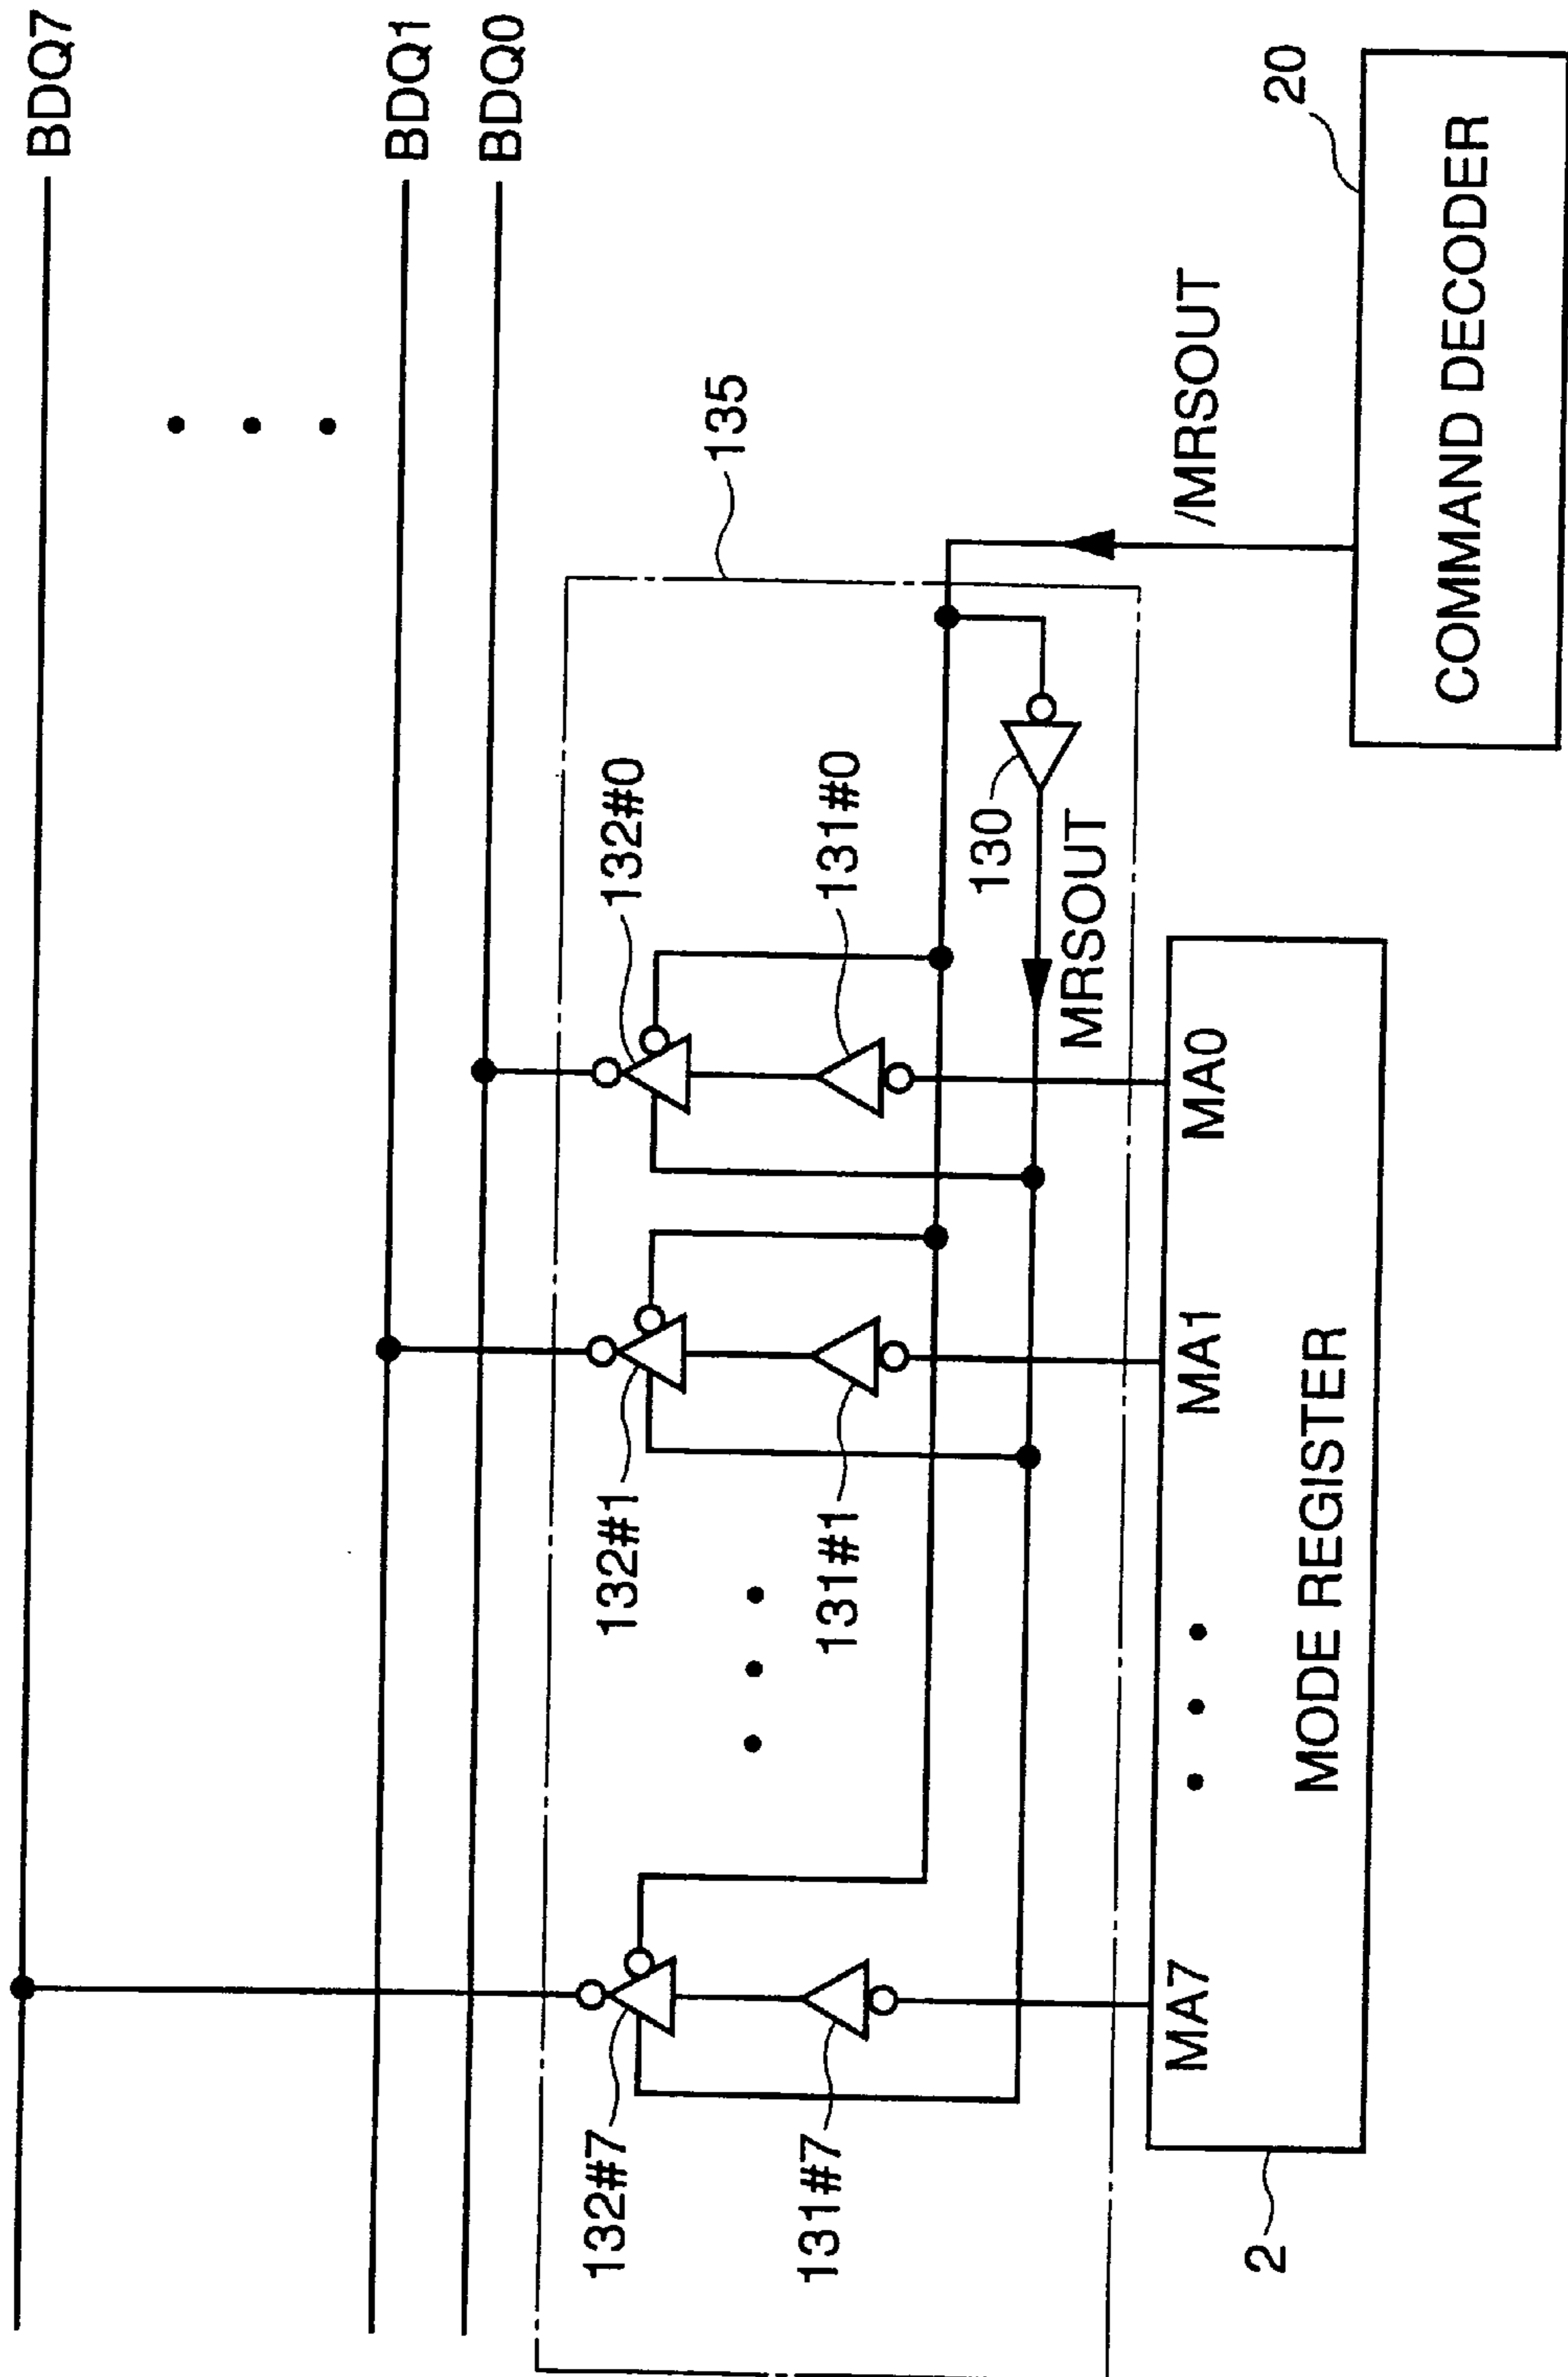 BDQ7
BDQ1
BDQ0
135
132#7
132#1
132#0
131#7
131#1
131#0
130
MRSOUT
/MRSOUT
MA7
MA1
MA0
MODE REGISTER
2
20
COMMAND DECODER